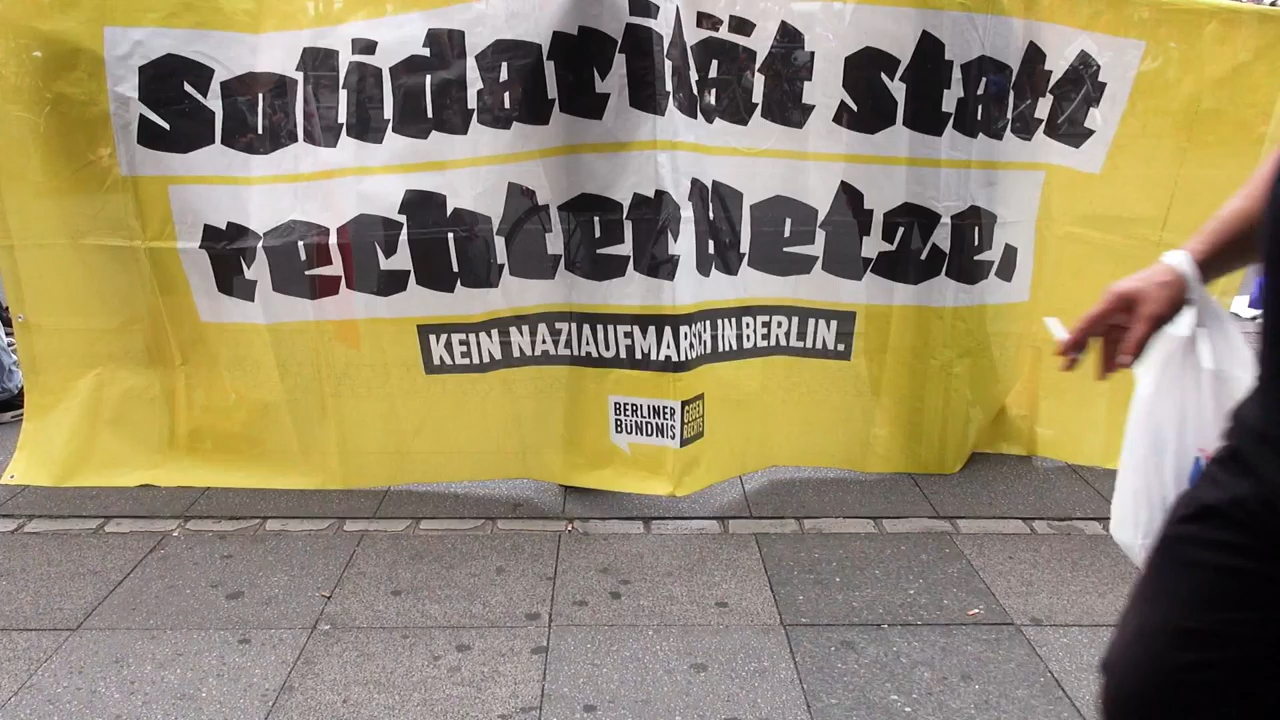 Solidarität statt
rechter Hetze.
KEIN NAZIAUFMARSCH IN BERLIN.
BERLINER
BÜNDNIS
GEGEN
RECHTS